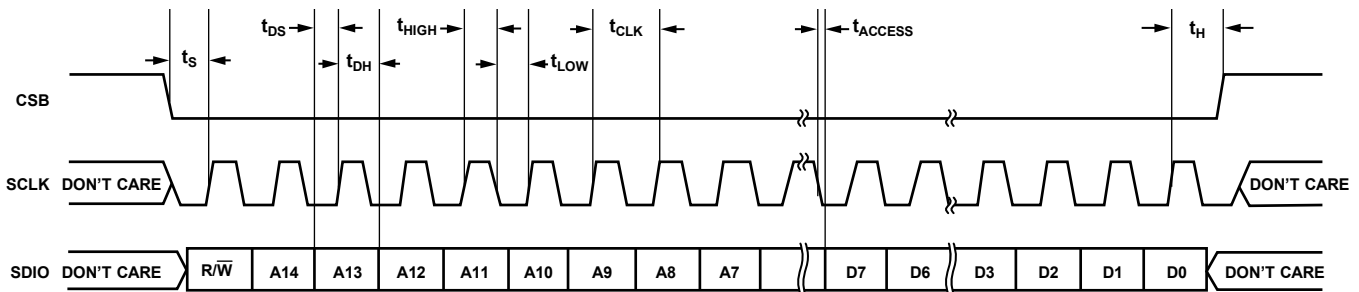 tDS tHIGH tCLK tACCESS tH
tS tDH tLOW
CSB
SCLK DON'T CARE DON'T CARE
SDIO DON'T CARE R/W̅ A14 A13 A12 A11 A10 A9 A8 A7 D7 D6 D3 D2 D1 D0 DON'T CARE